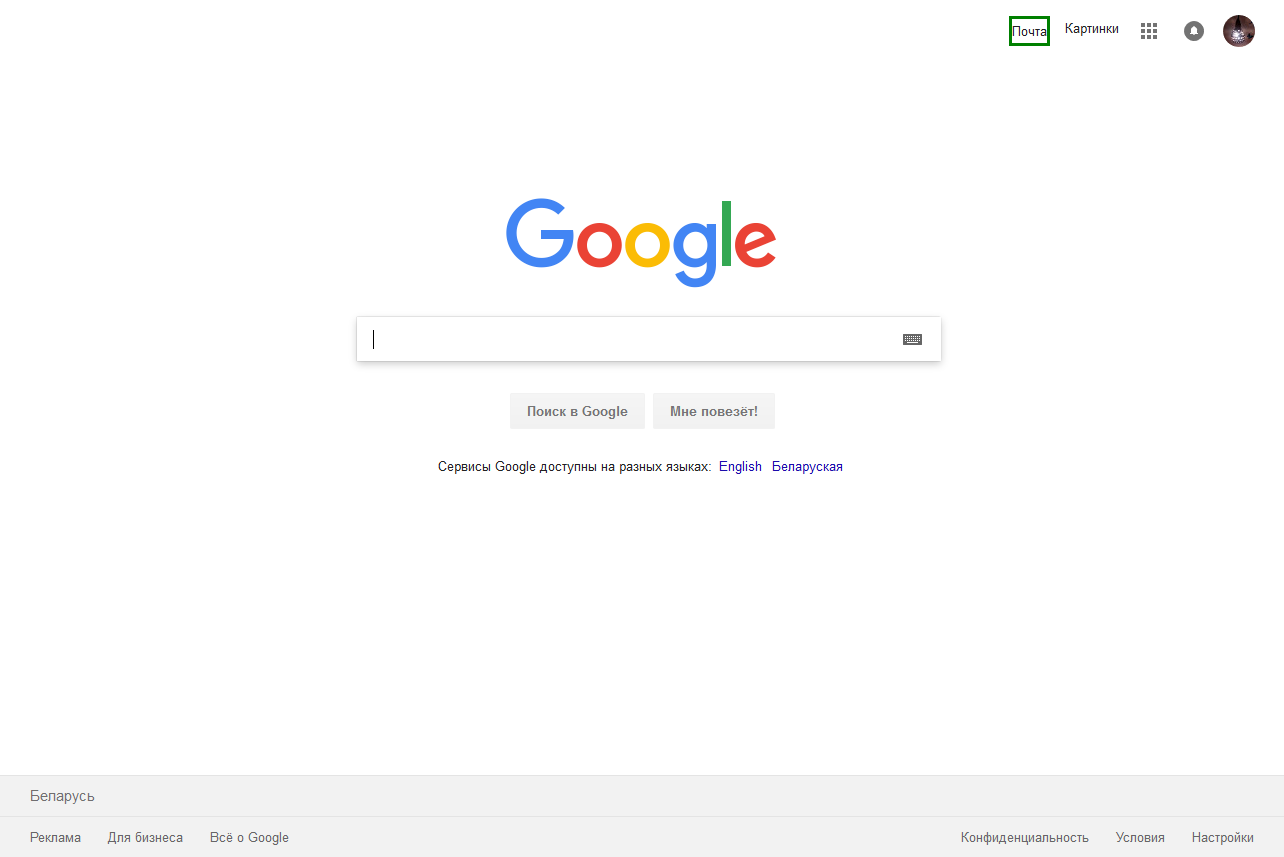 Почта Картинки
Google
Поиск в Google Мне повезёт!
Сервисы Google доступны на разных языках: English Беларуская
Беларусь
Реклама Для бизнеса Всё о Google Конфиденциальность Условия Настройки